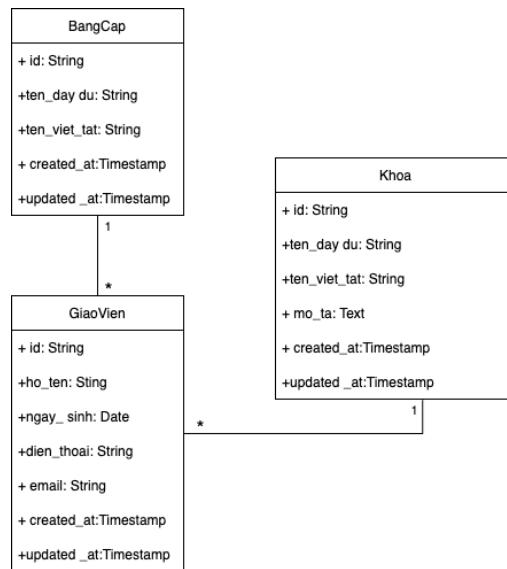 BangCap
+ id: String
+ten_day du: String
+ten_viet_tat: String
+ created_at:Timestamp
+updated _at:Timestamp
1
*
GiaoVien
+ id: String
+ho_ten: Sting
+ngay_ sinh: Date
+dien_thoai: String
+ email: String
+ created_at:Timestamp
+updated _at:Timestamp
*
1
Khoa
+ id: String
+ten_day du: String
+ten_viet_tat: String
+ mo_ta: Text
+ created_at:Timestamp
+updated _at:Timestamp